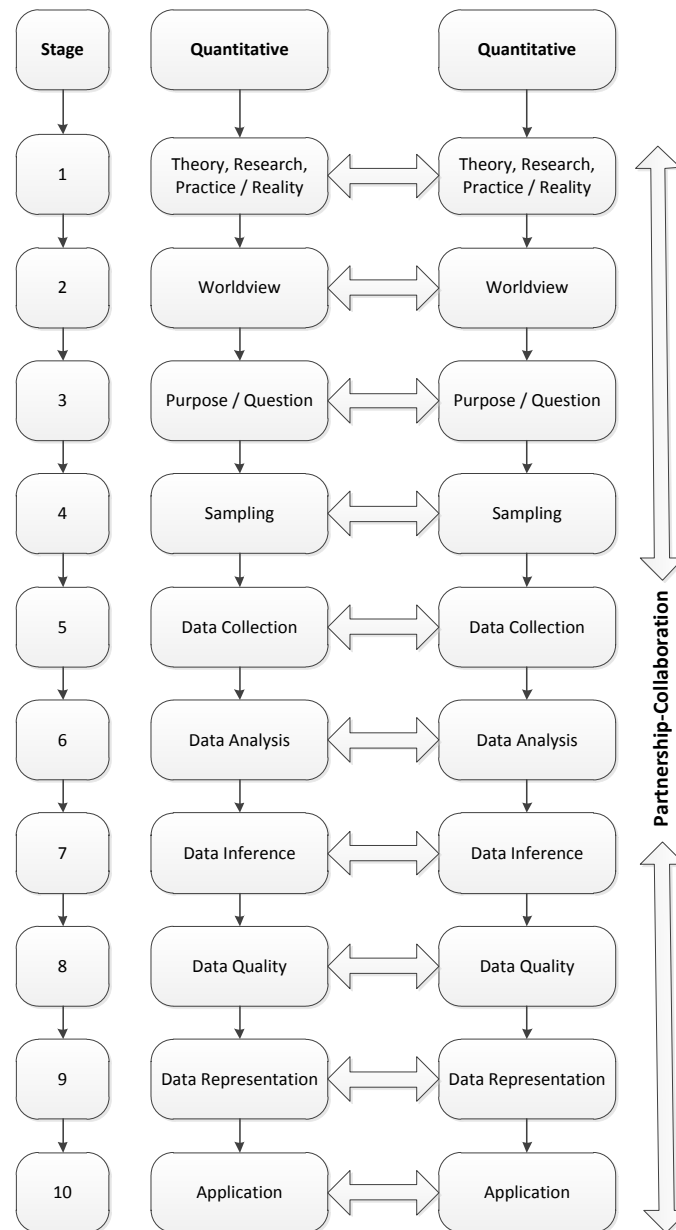 Stage
Quantitative
Quantitative
1
Theory, Research,
Practice / Reality
Theory, Research,
Practice / Reality
2
Worldview
Worldview
3
Purpose / Question
Purpose / Question
4
Sampling
Sampling
5
Data Collection
Data Collection
6
Data Analysis
Data Analysis
7
Data Inference
Data Inference
8
Data Quality
Data Quality
9
Data Representation
Data Representation
10
Application
Application
Partnership-Collaboration